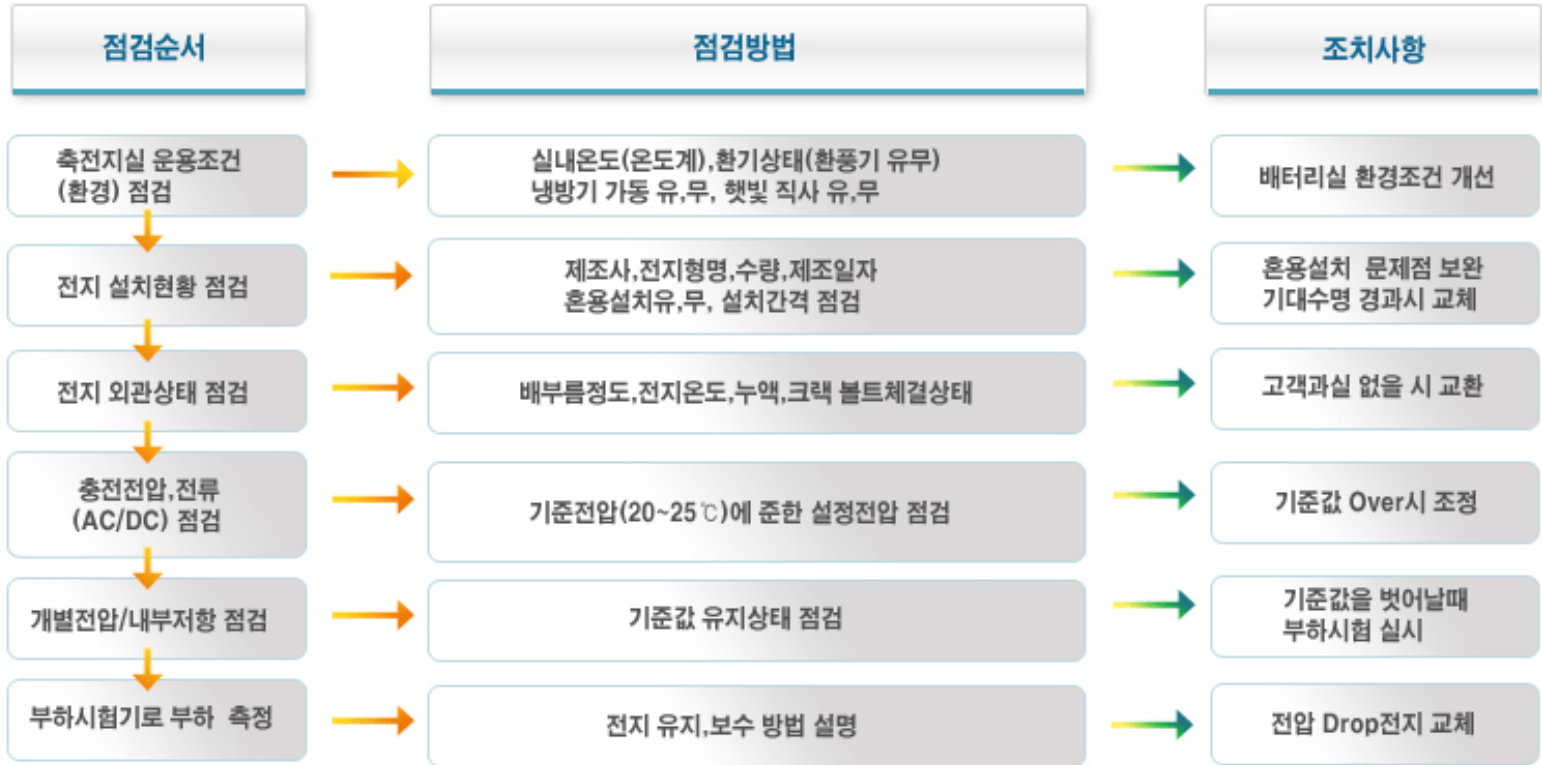 점검순서
점검방법
조치사항
축전지실 운용조건
(환경) 점검
실내온도(온도계),환기상태(환풍기 유무)
냉방기 가동 유,무, 햇빛 직사 유,무
배터리실 환경조건 개선
전지 설치현황 점검
제조사,전지형명,수량,제조일자
혼용설치유,무, 설치간격 점검
혼용설치 문제점 보완
기대수명 경과시 교체
전지 외관상태 점검
배부름정도,전지온도,누액,크랙 볼트체결상태
고객과실 없을 시 교환
충전전압,전류
(AC/DC) 점검
기준전압(20~25℃)에 준한 설정전압 점검
기준값 Over시 조정
개별전압/내부저항 점검
기준값 유지상태 점검
기준값을 벗어날때
부하시험 실시
부하시험기로 부하 측정
전지 유지,보수 방법 설명
전압 Drop전지 교체